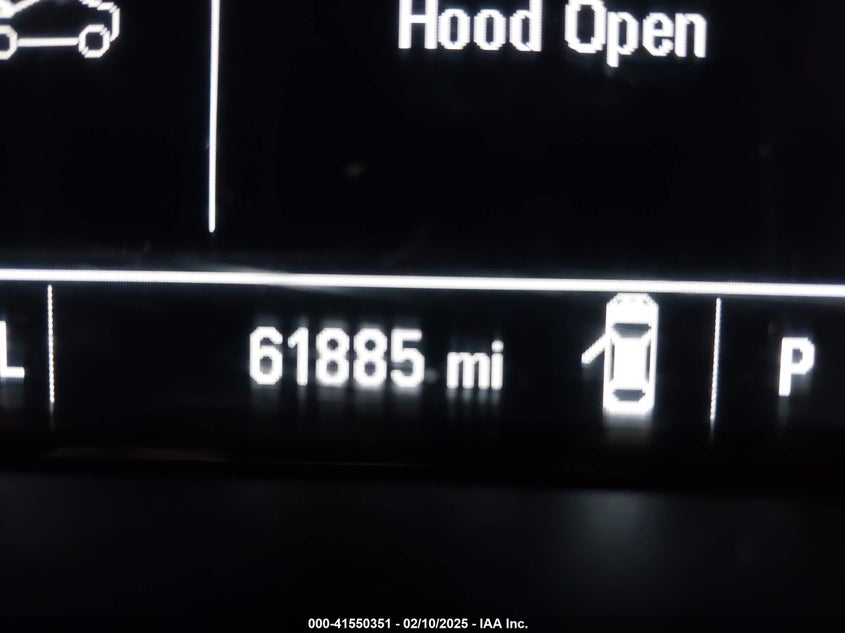 Hood Open
L
61885 mi
P
000-41550351 - 02/10/2025 - IAA Inc.